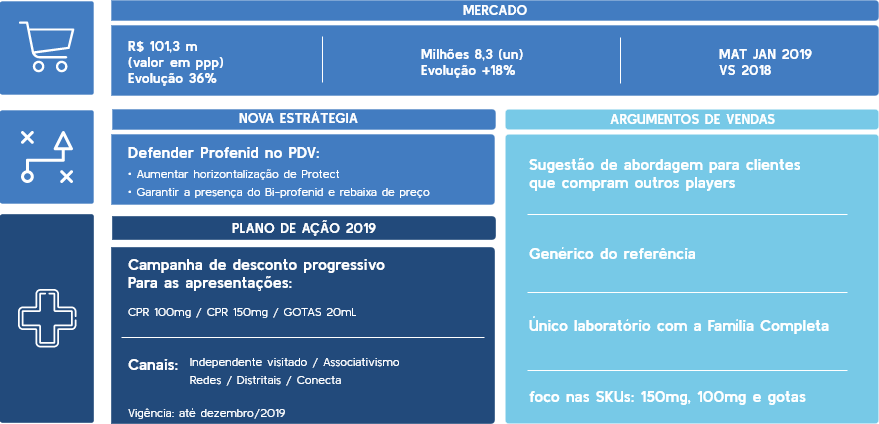 MERCADO
R$ 101,3 m
(valor em ppp)
Evolução 36%
Milhões 8,3 (un)
Evolução +18%
MAT JAN 2019
VS 2018
NOVA ESTRÁTEGIA
Defender Profenid no PDV:
• Aumentar horizontalização de Protect
• Garantir a presença do Bi-profenid e rebaixa de preço
PLANO DE AÇÃO 2019
Campanha de desconto progressivo
Para as apresentações:
CPR 100mg / CPR 150mg / GOTAS 20mL
Canais: Independente visitado / Associativismo
Redes / Distritais / Conecta
Vigência: até dezembro/2019
ARGUMENTOS DE VENDAS
Sugestão de abordagem para clientes
que compram outros players
Genérico do referência
Único laboratório com a Família Completa
foco nas SKUs: 150mg, 100mg e gotas